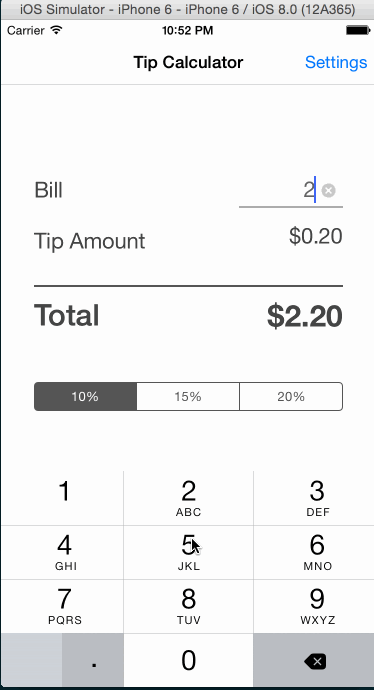 iOS Simulator - iPhone 6 - iPhone 6 / iOS 8.0 (12A365)
Carrier 10:52 PM
Tip Calculator Settings
Bill 2
Tip Amount $0.20
Total $2.20
10% 15% 20%
1 2 3
ABC DEF
4 5 6
GHI JKL MNO
7 8 9
PQRS TUV WXYZ
. 0